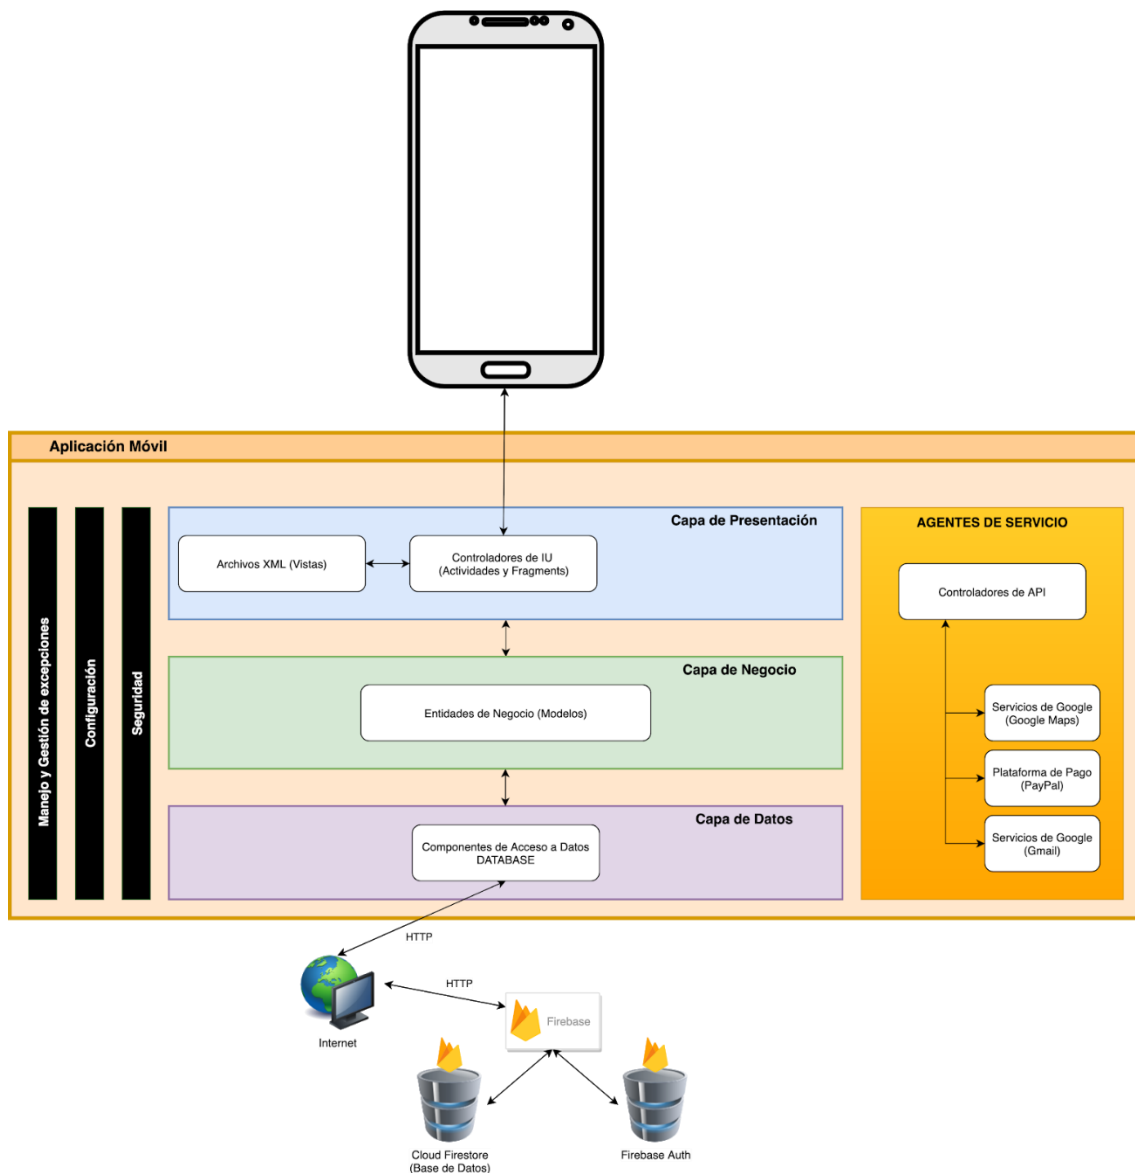 Aplicación Móvil
Manejo y Gestión de excepciones
Configuración
Seguridad
Capa de Presentación
Archivos XML (Vistas)
Controladores de IU
(Actividades y Fragments)
Capa de Negocio
Entidades de Negocio (Modelos)
Capa de Datos
Componentes de Acceso a Datos
DATABASE
AGENTES DE SERVICIO
Controladores de API
Servicios de Google
(Google Maps)
Plataforma de Pago
(PayPal)
Servicios de Google
(Gmail)
HTTP
HTTP
Internet
Firebase
Cloud Firestore
(Base de Datos)
Firebase Auth